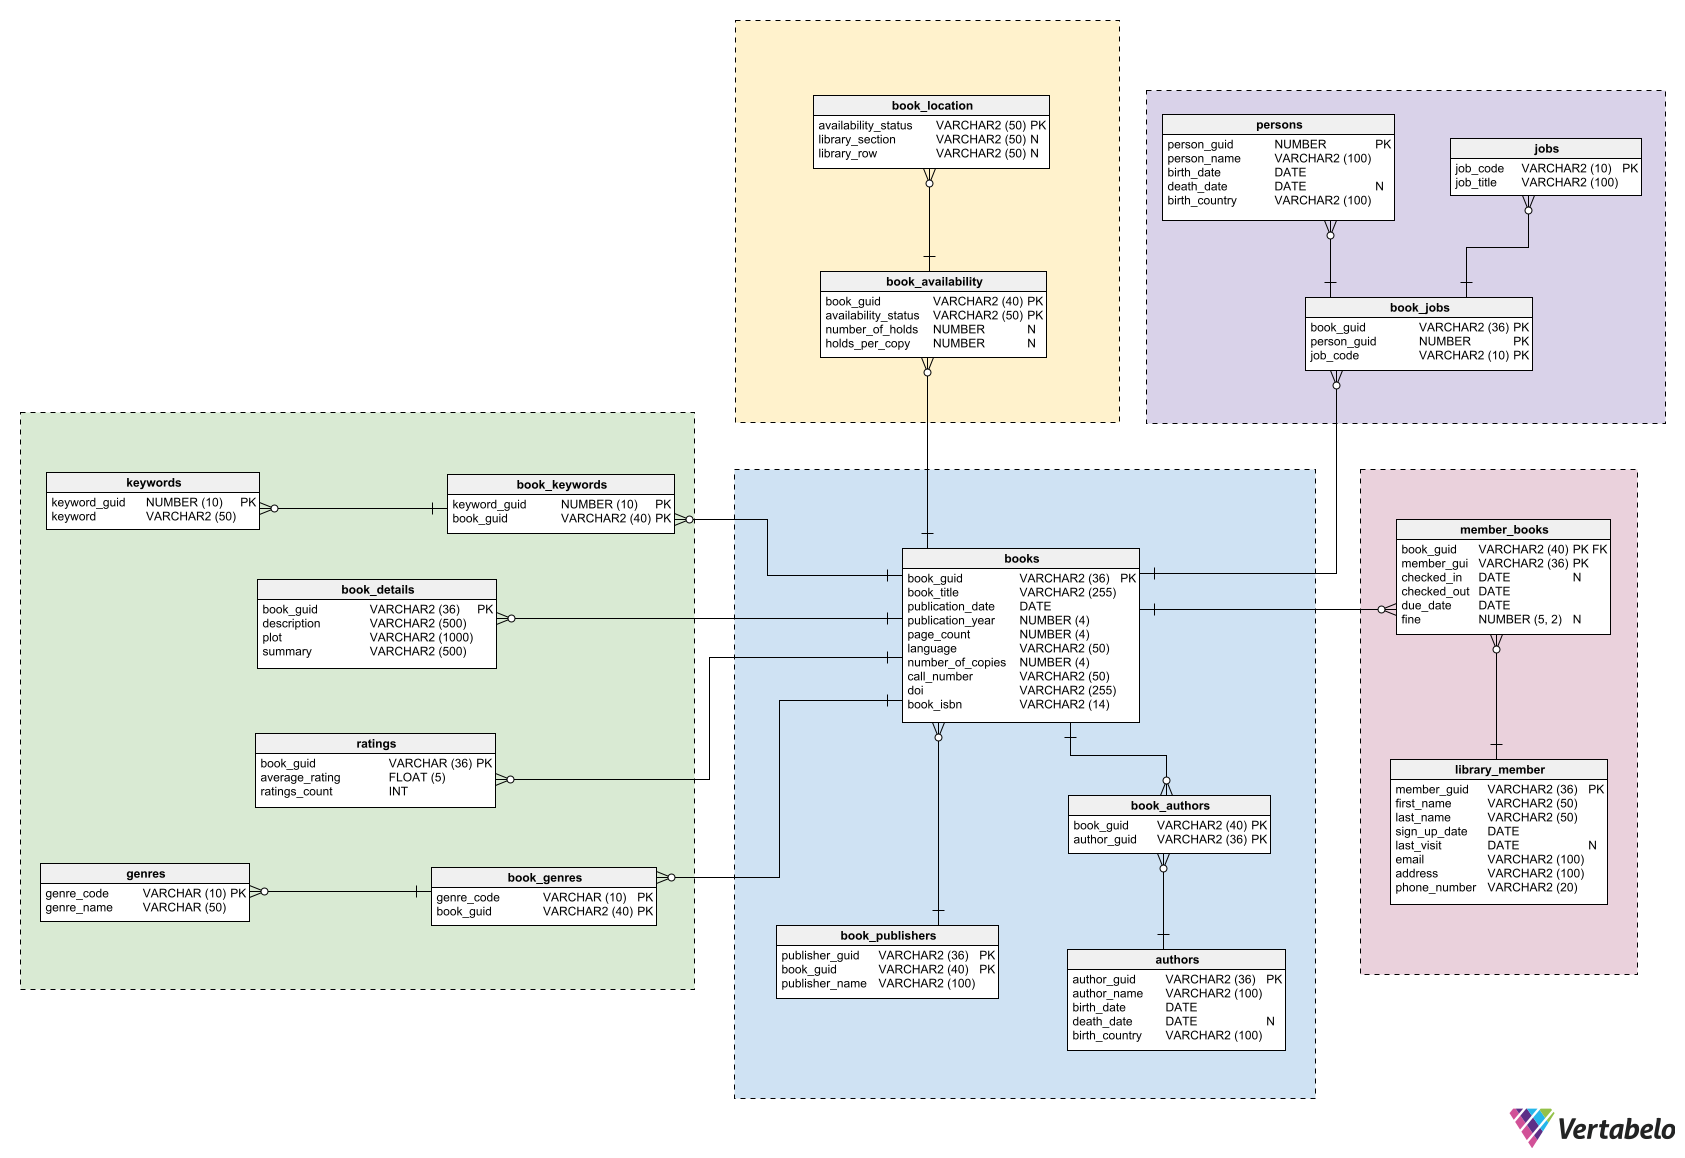 book_location
availability_status VARCHAR2 (50) PK
library_section VARCHAR2 (50) N
library_row VARCHAR2 (50) N
persons
person_guid NUMBER PK
person_name VARCHAR2 (100)
birth_date DATE
death_date DATE N
birth_country VARCHAR2 (100)
jobs
job_code VARCHAR2 (10) PK
job_title VARCHAR2 (100)
book_availability
book_guid VARCHAR2 (40) PK
availability_status VARCHAR2 (50) PK
number_of_holds NUMBER N
holds_per_copy NUMBER N
book_jobs
book_guid VARCHAR2 (36) PK
person_guid NUMBER PK
job_code VARCHAR2 (10) PK
keywords
keyword_guid NUMBER (10) PK
keyword VARCHAR2 (50)
book_keywords
keyword_guid NUMBER (10) PK
book_guid VARCHAR2 (40) PK
book_details
book_guid VARCHAR2 (36) PK
description VARCHAR2 (500)
plot VARCHAR2 (1000)
summary VARCHAR2 (500)
ratings
book_guid VARCHAR (36) PK
average_rating FLOAT (5)
ratings_count INT
genres
genre_code VARCHAR (10) PK
genre_name VARCHAR (50)
book_genres
genre_code VARCHAR (10) PK
book_guid VARCHAR2 (40) PK
books
book_guid VARCHAR2 (36) PK
book_title VARCHAR2 (255)
publication_date DATE
publication_year NUMBER (4)
page_count NUMBER (4)
language VARCHAR2 (50)
number_of_copies NUMBER (4)
call_number VARCHAR2 (50)
doi VARCHAR2 (255)
book_isbn VARCHAR2 (14)
book_publishers
publisher_guid VARCHAR2 (36) PK
book_guid VARCHAR2 (40) PK
publisher_name VARCHAR2 (100)
book_authors
book_guid VARCHAR2 (40) PK
author_guid VARCHAR2 (36) PK
authors
author_guid VARCHAR2 (36) PK
author_name VARCHAR2 (100)
birth_date DATE
death_date DATE N
birth_country VARCHAR2 (100)
member_books
book_guid VARCHAR2 (40) PK FK
member_gui VARCHAR2 (36) PK
checked_in DATE N
checked_out DATE
due_date DATE
fine NUMBER (5, 2) N
library_member
member_guid VARCHAR2 (36) PK
first_name VARCHAR2 (50)
last_name VARCHAR2 (50)
sign_up_date DATE
last_visit DATE N
email VARCHAR2 (100)
address VARCHAR2 (100)
phone_number VARCHAR2 (20)
Vertabelo